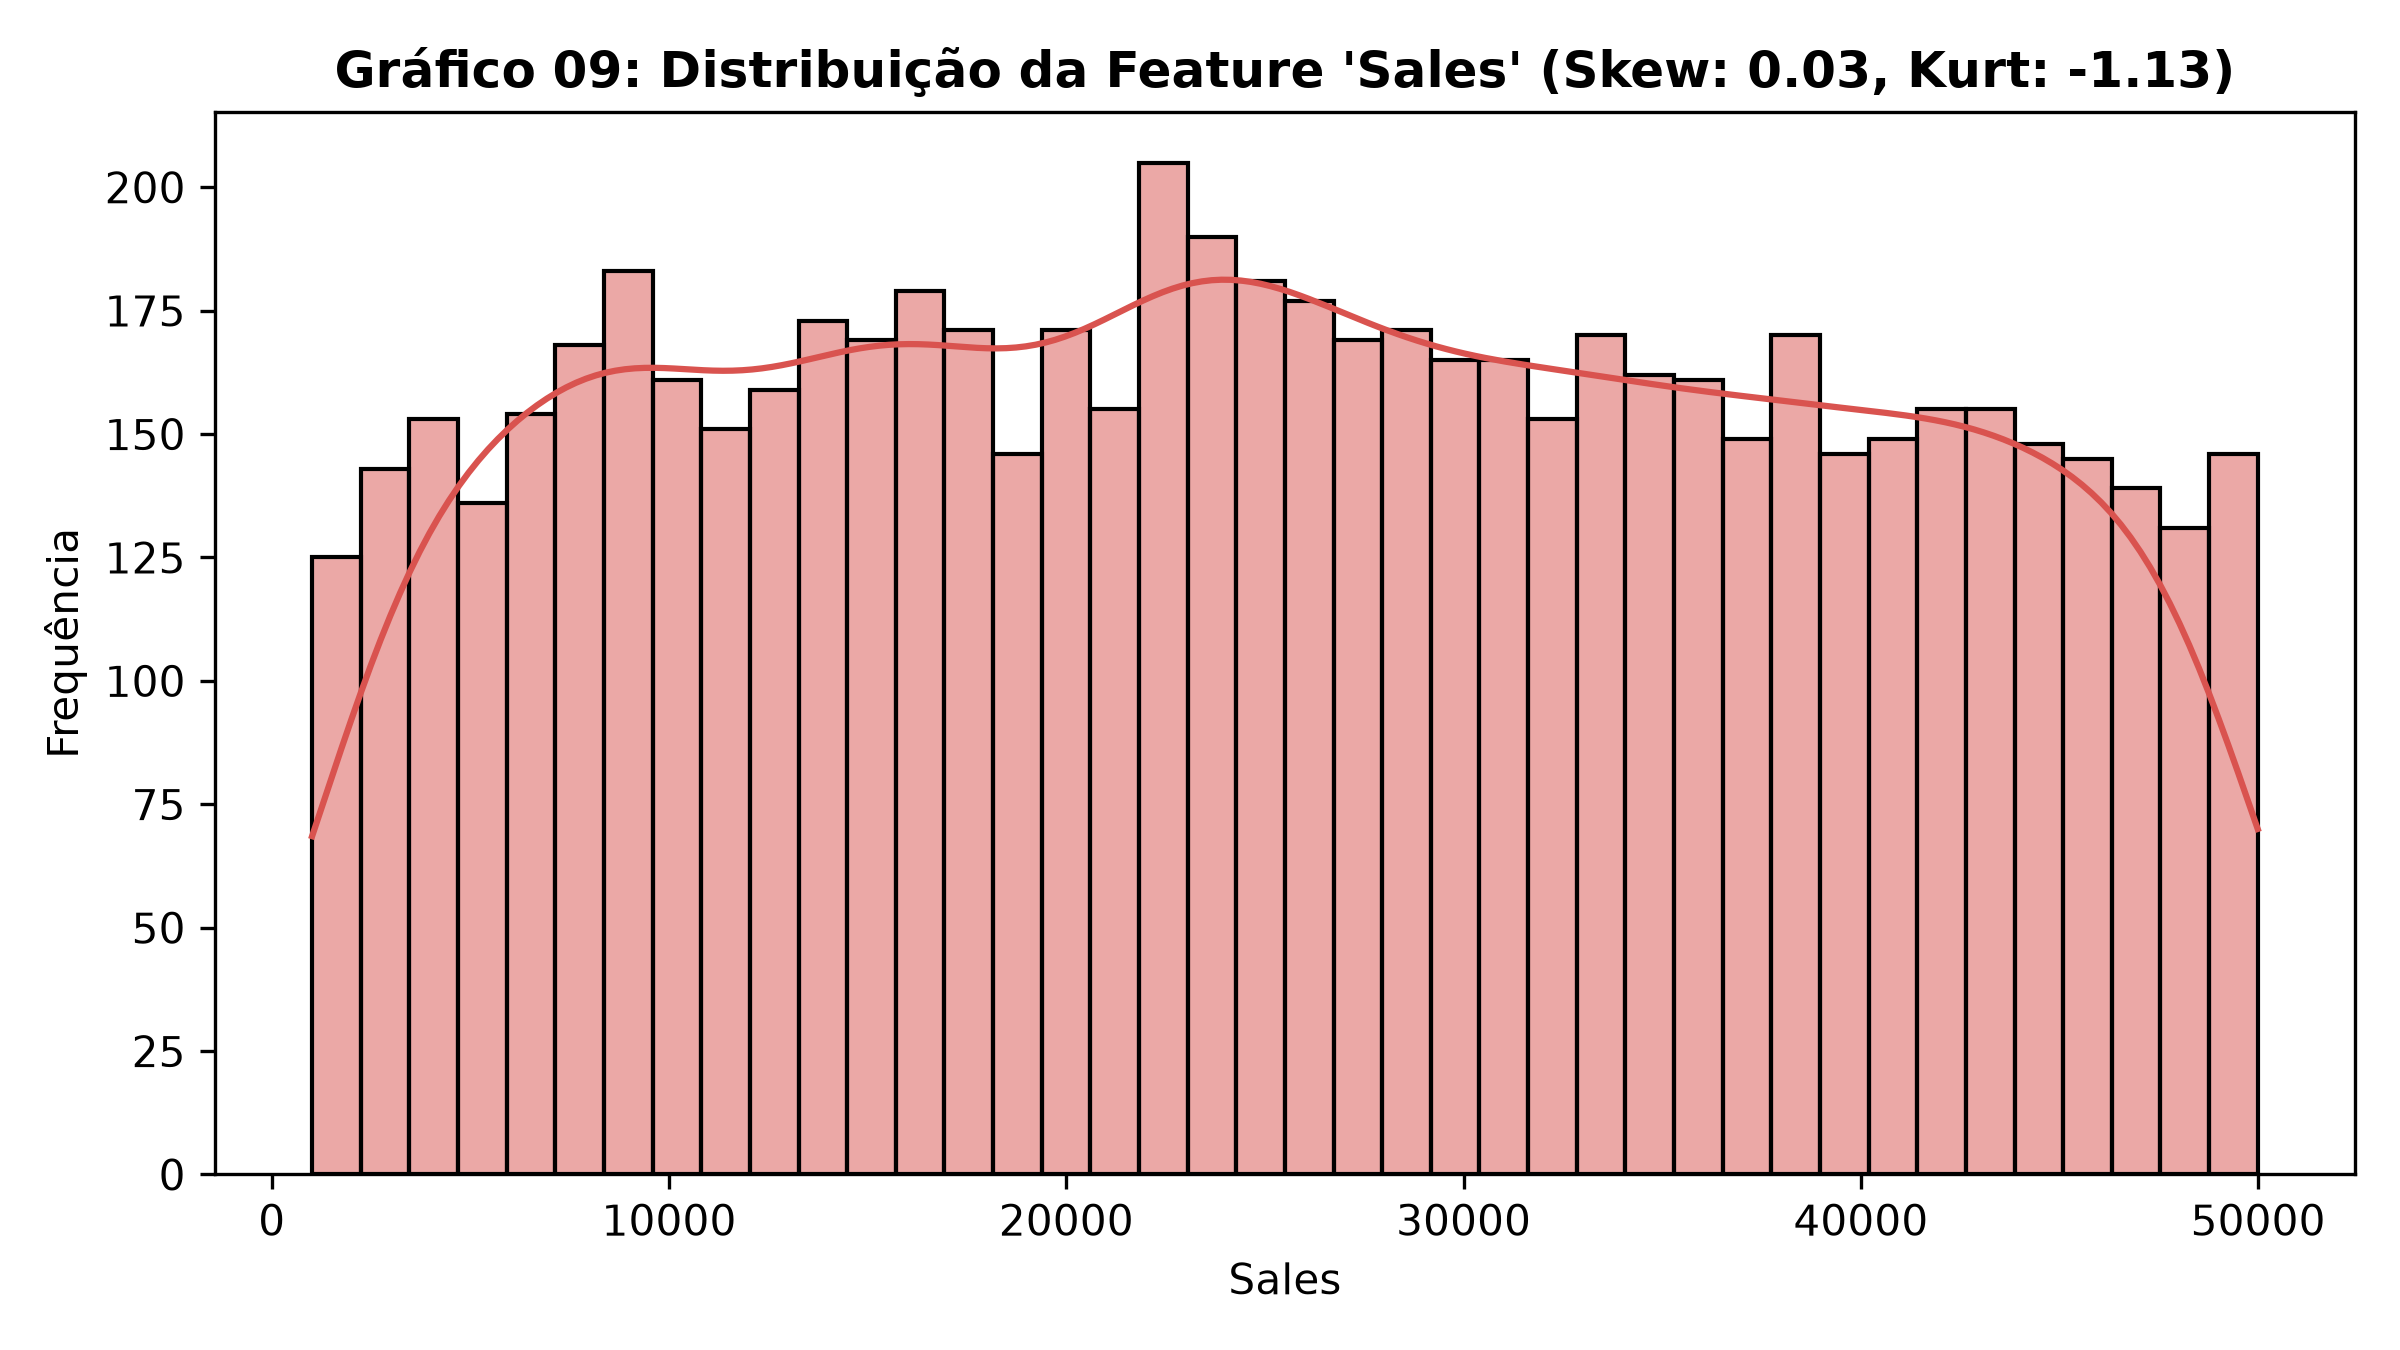 Gráfico 09: Distribuição da Feature 'Sales' (Skew: 0.03, Kurt: -1.13)
Frequência
200
175
150
125
100
75
50
25
0
0 10000 20000 30000 40000 50000
Sales